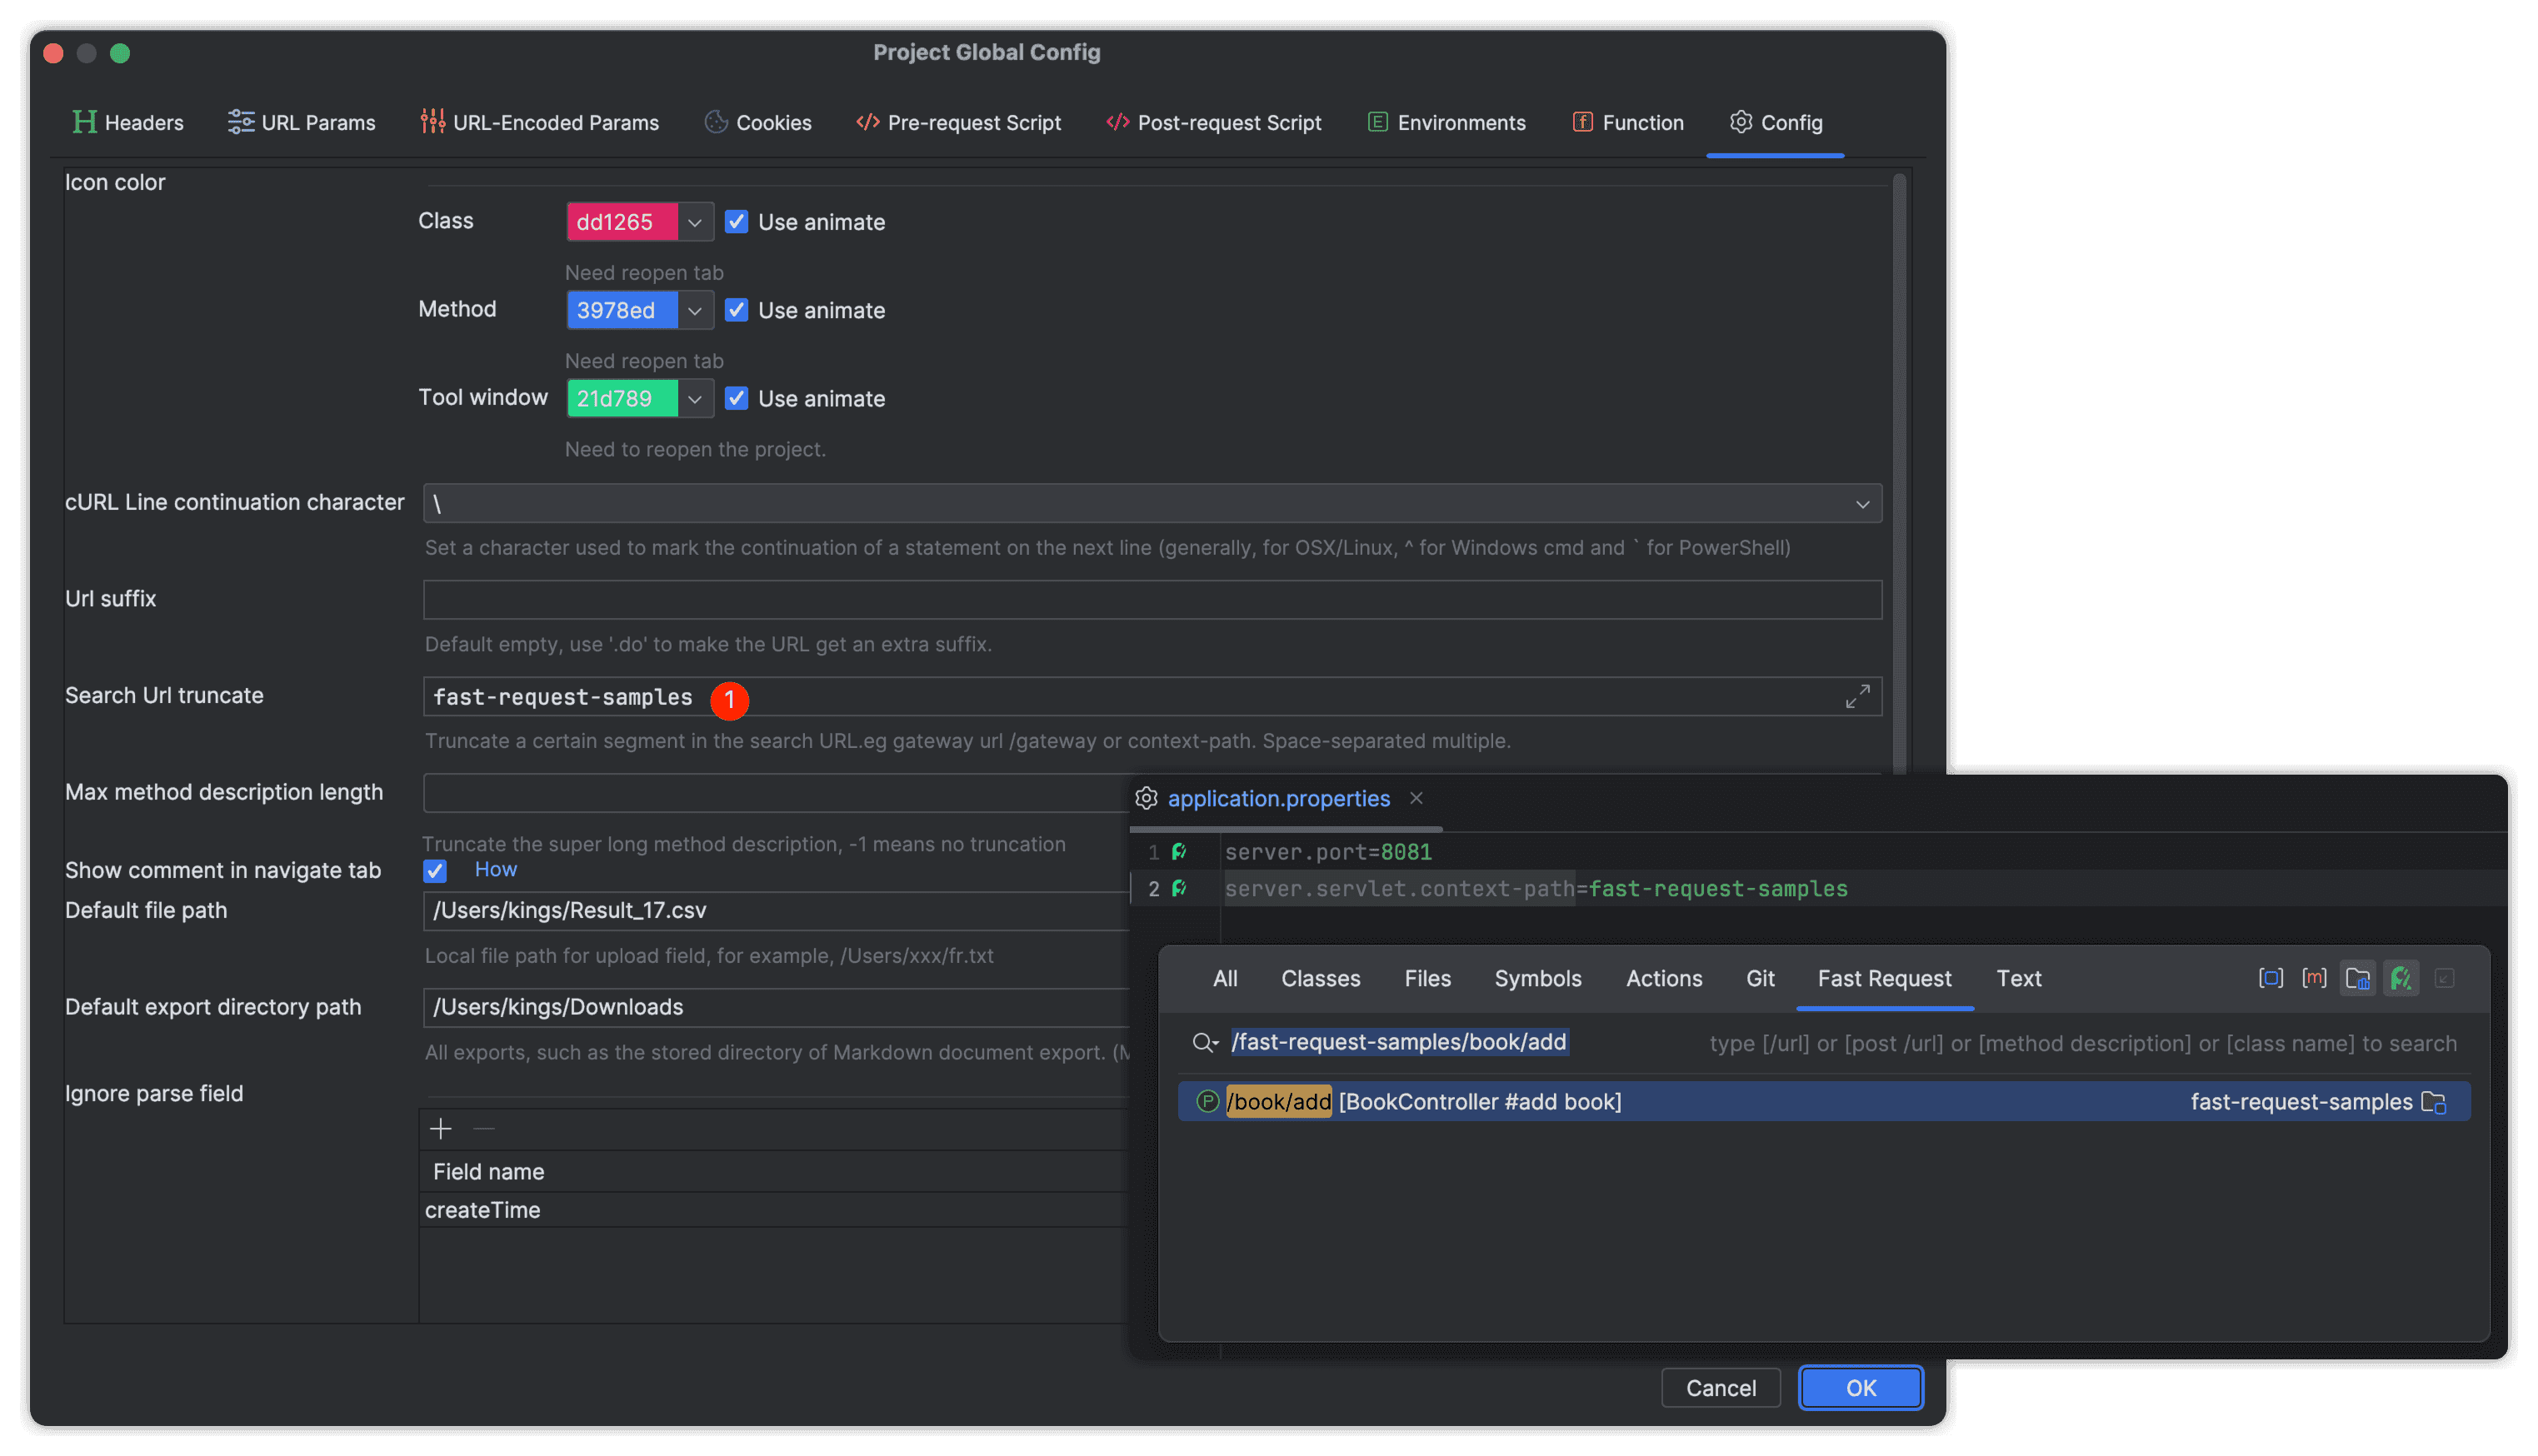 Project Global Config
Headers URL Params URL-Encoded Params Cookies Pre-request Script Post-request Script Environments Function Config
Icon color
Class dd1265 Use animate
Need reopen tab
Method 3978ed Use animate
Need reopen tab
Tool window 21d789 Use animate
Need to reopen the project.
cURL Line continuation character \
Set a character used to mark the continuation of a statement on the next line (generally, for OSX/Linux, ^ for Windows cmd and ` for PowerShell)
Url suffix
Default empty, use '.do' to make the URL get an extra suffix.
Search Url truncate fast-request-samples 1
Truncate a certain segment in the search URL.eg gateway url /gateway or context-path. Space-separated multiple.
Max method description length
Truncate the super long method description, -1 means no truncation
Show comment in navigate tab How
Default file path /Users/kings/Result_17.csv
Local file path for upload field, for example, /Users/xxx/fr.txt
Default export directory path /Users/kings/Downloads
All exports, such as the stored directory of Markdown document export. (M
Ignore parse field
Field name
createTime
Cancel OK
application.properties
1 server.port=8081
2 server.servlet.context-path=fast-request-samples
All Classes Files Symbols Actions Git Fast Request Text
/fast-request-samples/book/add type [/url] or [post /url] or [method description] or [class name] to search
P /book/add [BookController #add book] fast-request-samples